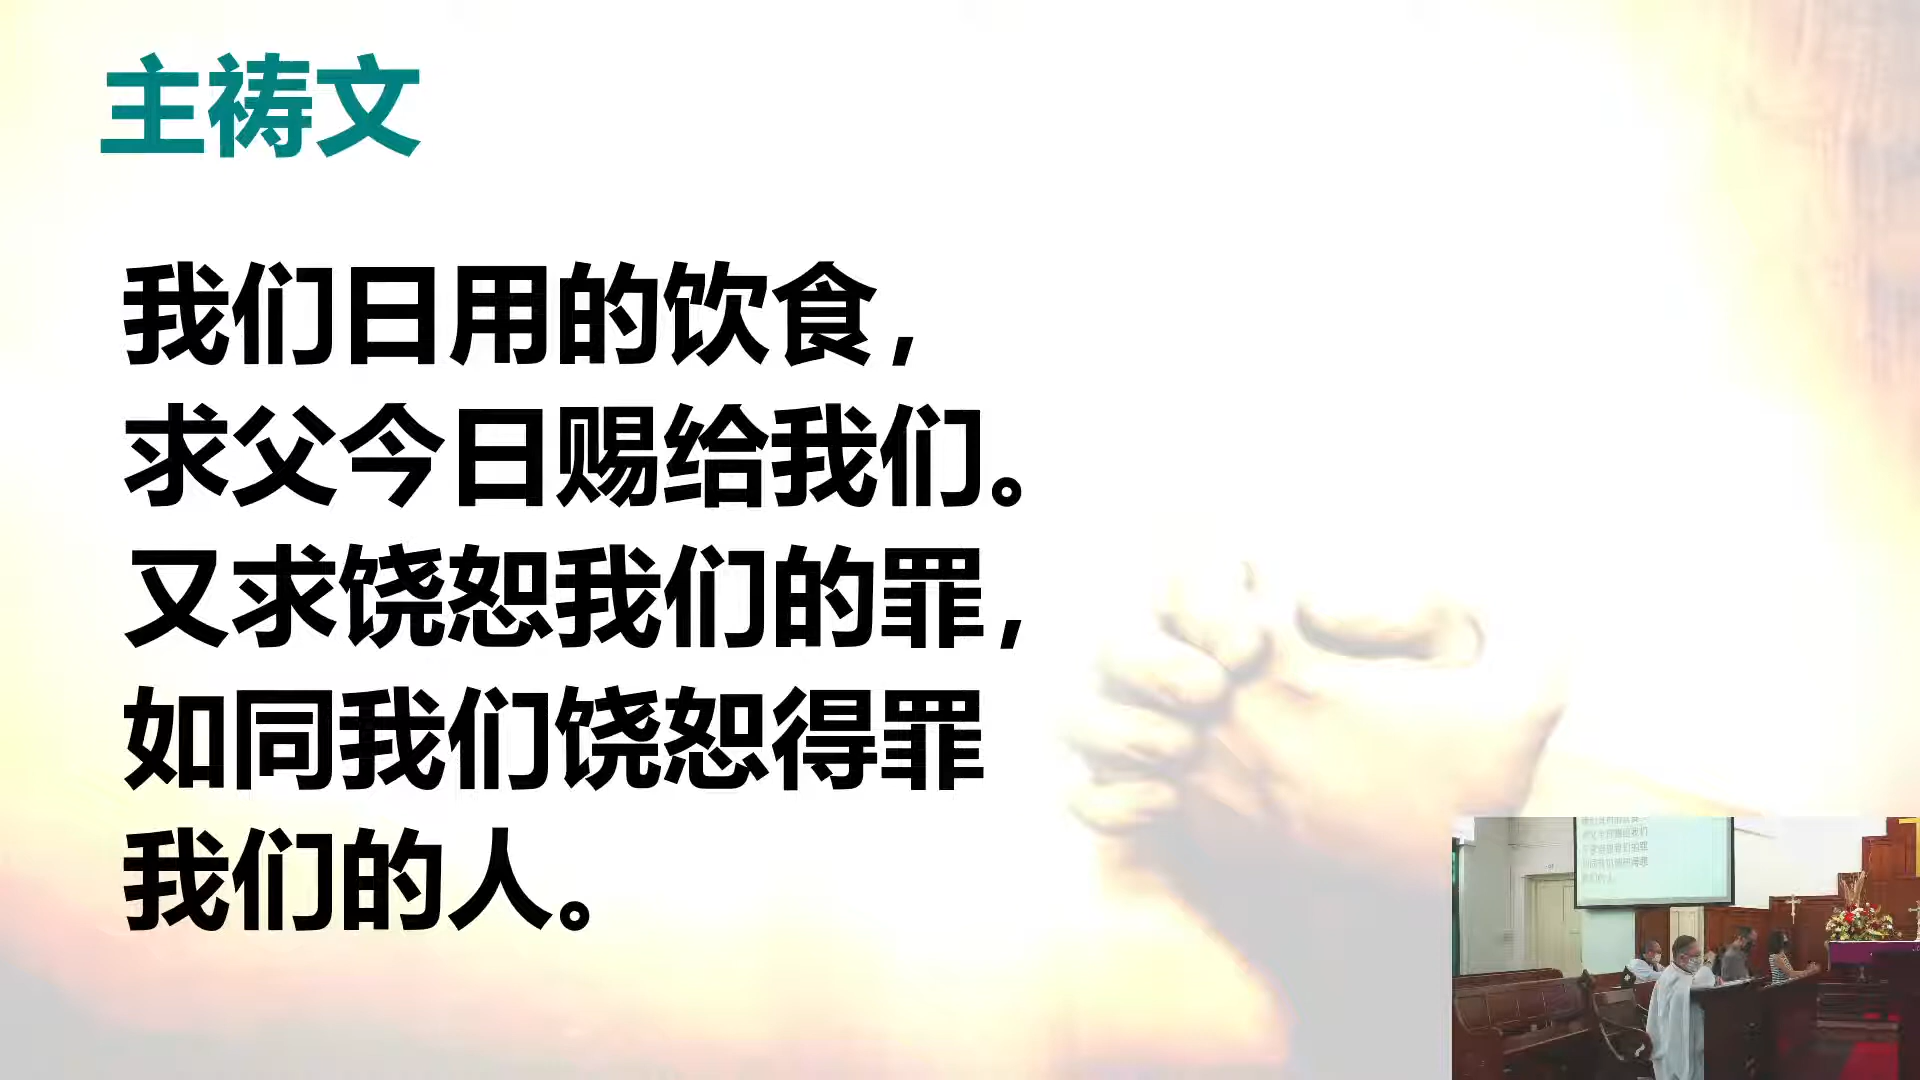 主祷文
我们日用的饮食，
求父今日赐给我们。
又求饶恕我们的罪，
如同我们饶恕得罪
我们的人。